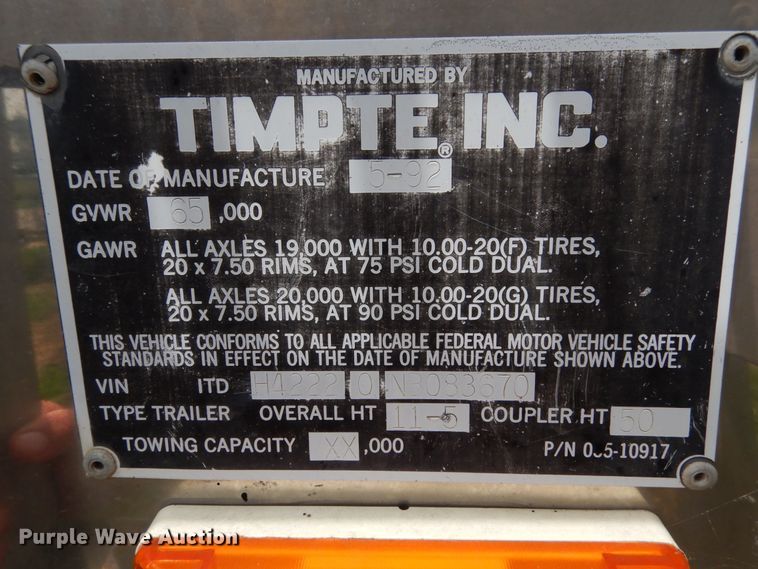 MANUFACTURED BY
TIMPTE® INC.
DATE OF MANUFACTURE 5-92
GVWR 65,000
GAWR ALL AXLES 19,000 WITH 10.00-20(F) TIRES,
20 x 7.50 RIMS, AT 75 PSI COLD DUAL.
ALL AXLES 20,000 WITH 10.00-20(G) TIRES,
20 x 7.50 RIMS, AT 90 PSI COLD DUAL.
THIS VEHICLE CONFORMS TO ALL APPLICABLE FEDERAL MOTOR VEHICLE SAFETY
STANDARDS IN EFFECT ON THE DATE OF MANUFACTURE SHOWN ABOVE.
VIN ITD H4222 0 NB083670
TYPE TRAILER OVERALL HT 11-5 COUPLER HT 50
TOWING CAPACITY XX,000 P/N 005-10917
Purple Wave Auction